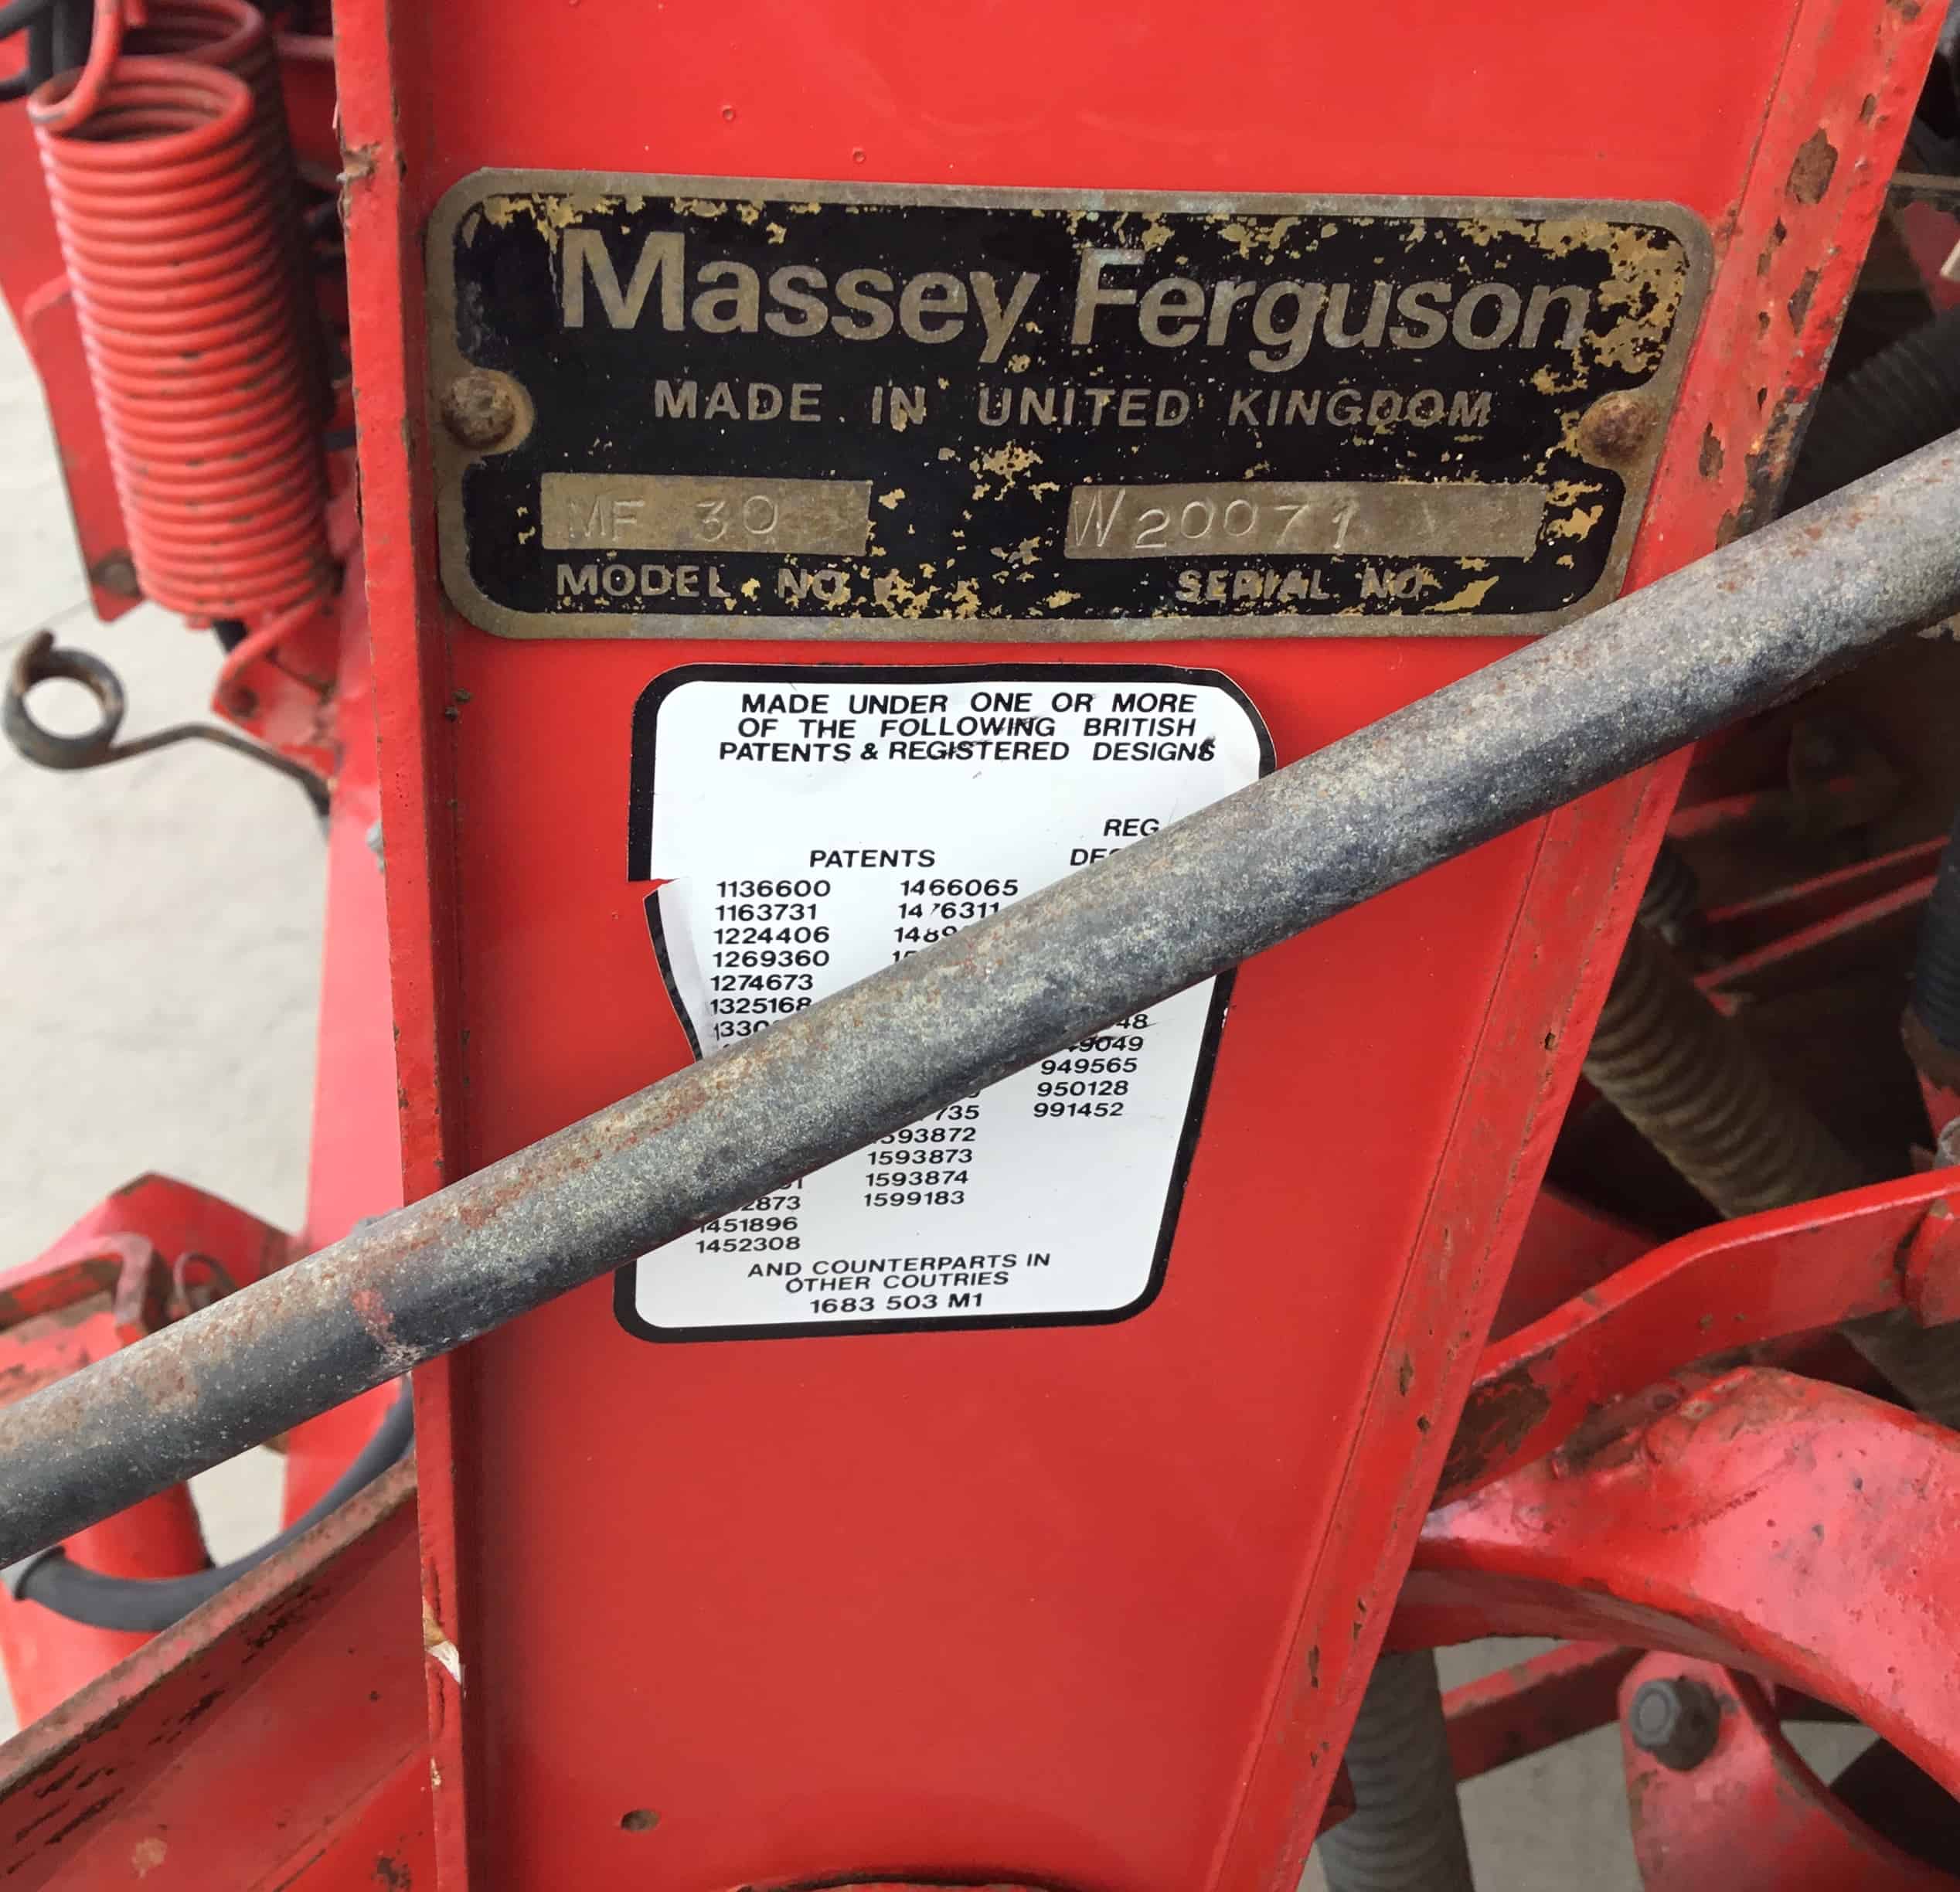 Massey Ferguson
MADE IN UNITED KINGDOM
MF 30 W20071
MODEL NO. SERIAL NO.
MADE UNDER ONE OR MORE
OF THE FOLLOWING BRITISH
PATENTS & REGISTERED DESIGNS
REG
PATENTS
1136600 1466065
1163731 1476311
1224406
1269360
1274673
1325168
949565
950128
991452
1593872
1593873
1593874
1599183
1451896
1452308
AND COUNTERPARTS IN
OTHER COUTRIES
1683 503 M1